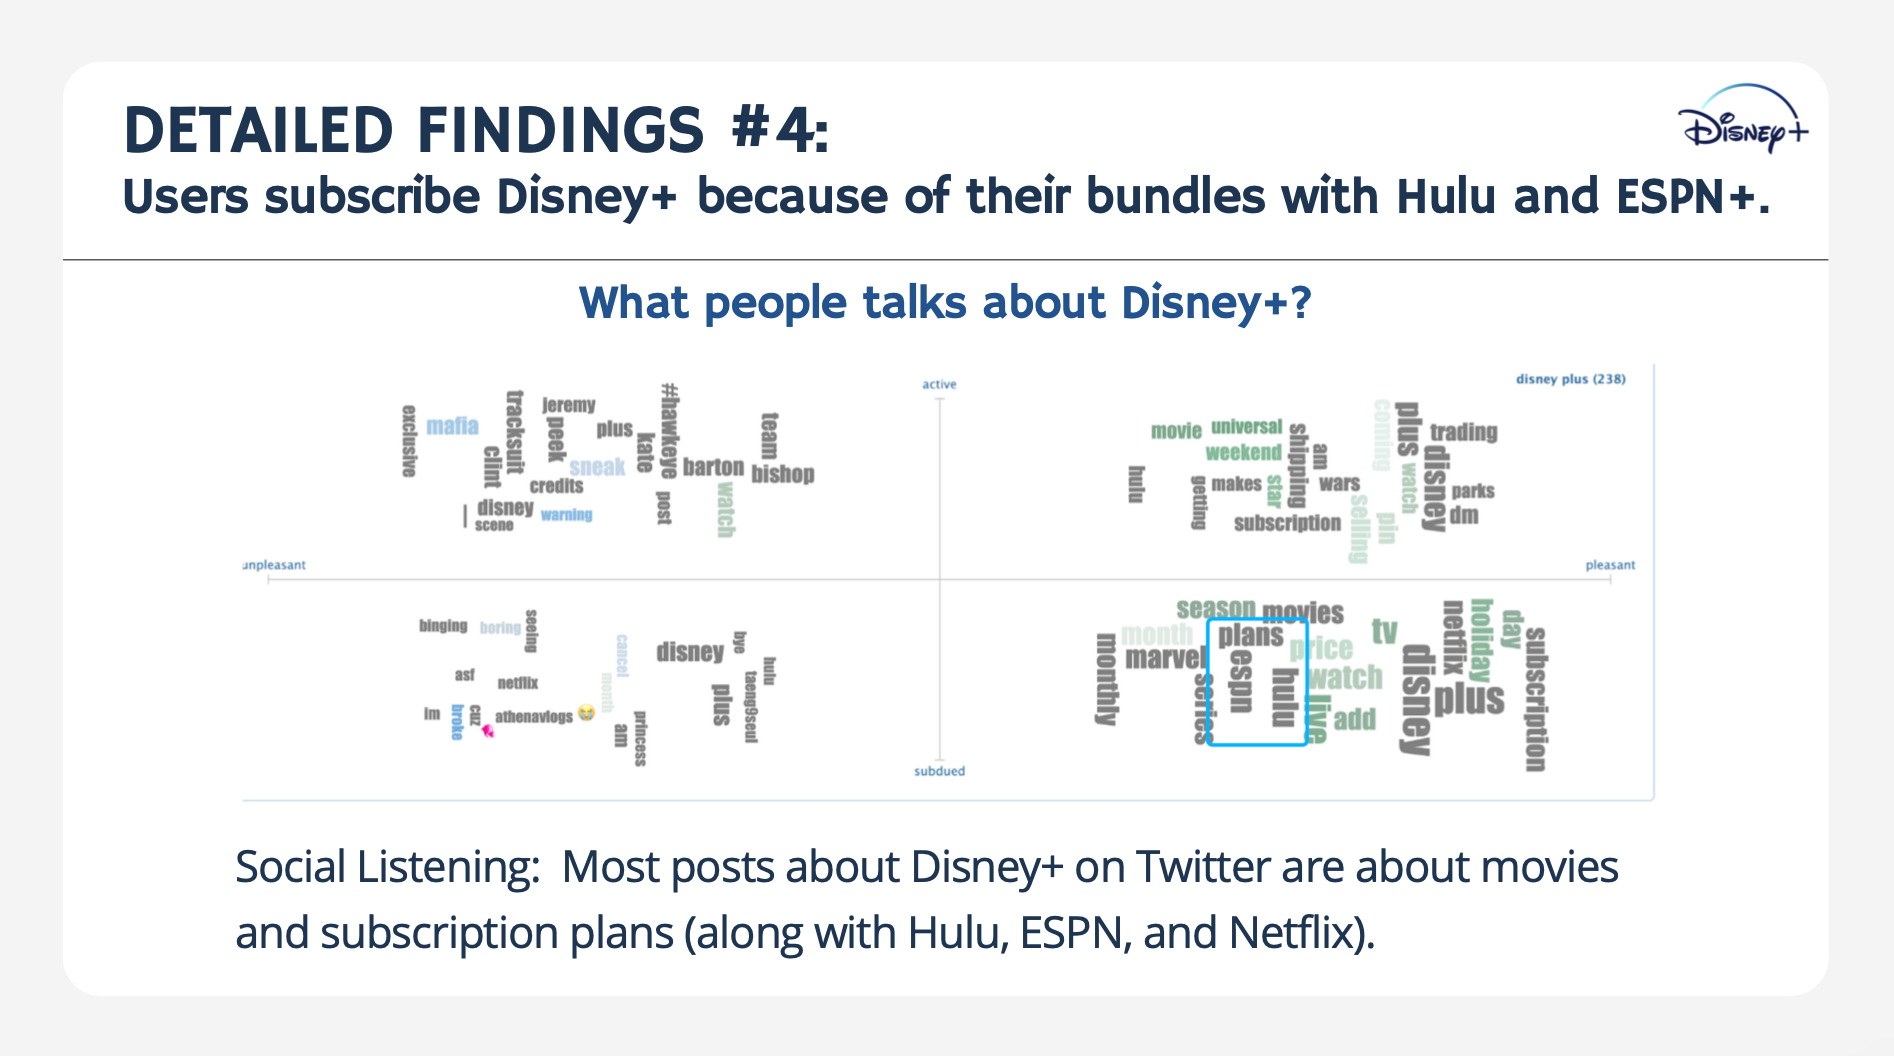 DETAILED FINDINGS #4:
Users subscribe Disney+ because of their bundles with Hulu and ESPN+.
Disney+
What people talks about Disney+?
active
disney plus (238)
unpleasant
pleasant
subdued
exclusive
mafia
tracksuit
clint
jeremy
peek
plus
sneak
kate
#hawkeye
barton
team
bishop
credits
disney
scene
warning
post
watch
movie
universal
weekend
hulu
getting
makes
star
shipping
am
wars
subscription
coming
plus
trading
watch
disney
parks
dm
selling
pin
binging
boring
seeing
asf
netflix
im
broke
cuz
athenavlogs 😭
cancel
month
am
princess
disney
bye
hulu
plus
taeng9seul
season
movies
month
plans
monthly
marvel
series
espn
hulu
price
watch
live
add
tv
disney
netflix
plus
holiday
day
subscription
Social Listening:  Most posts about Disney+ on Twitter are about movies
and subscription plans (along with Hulu, ESPN, and Netflix).